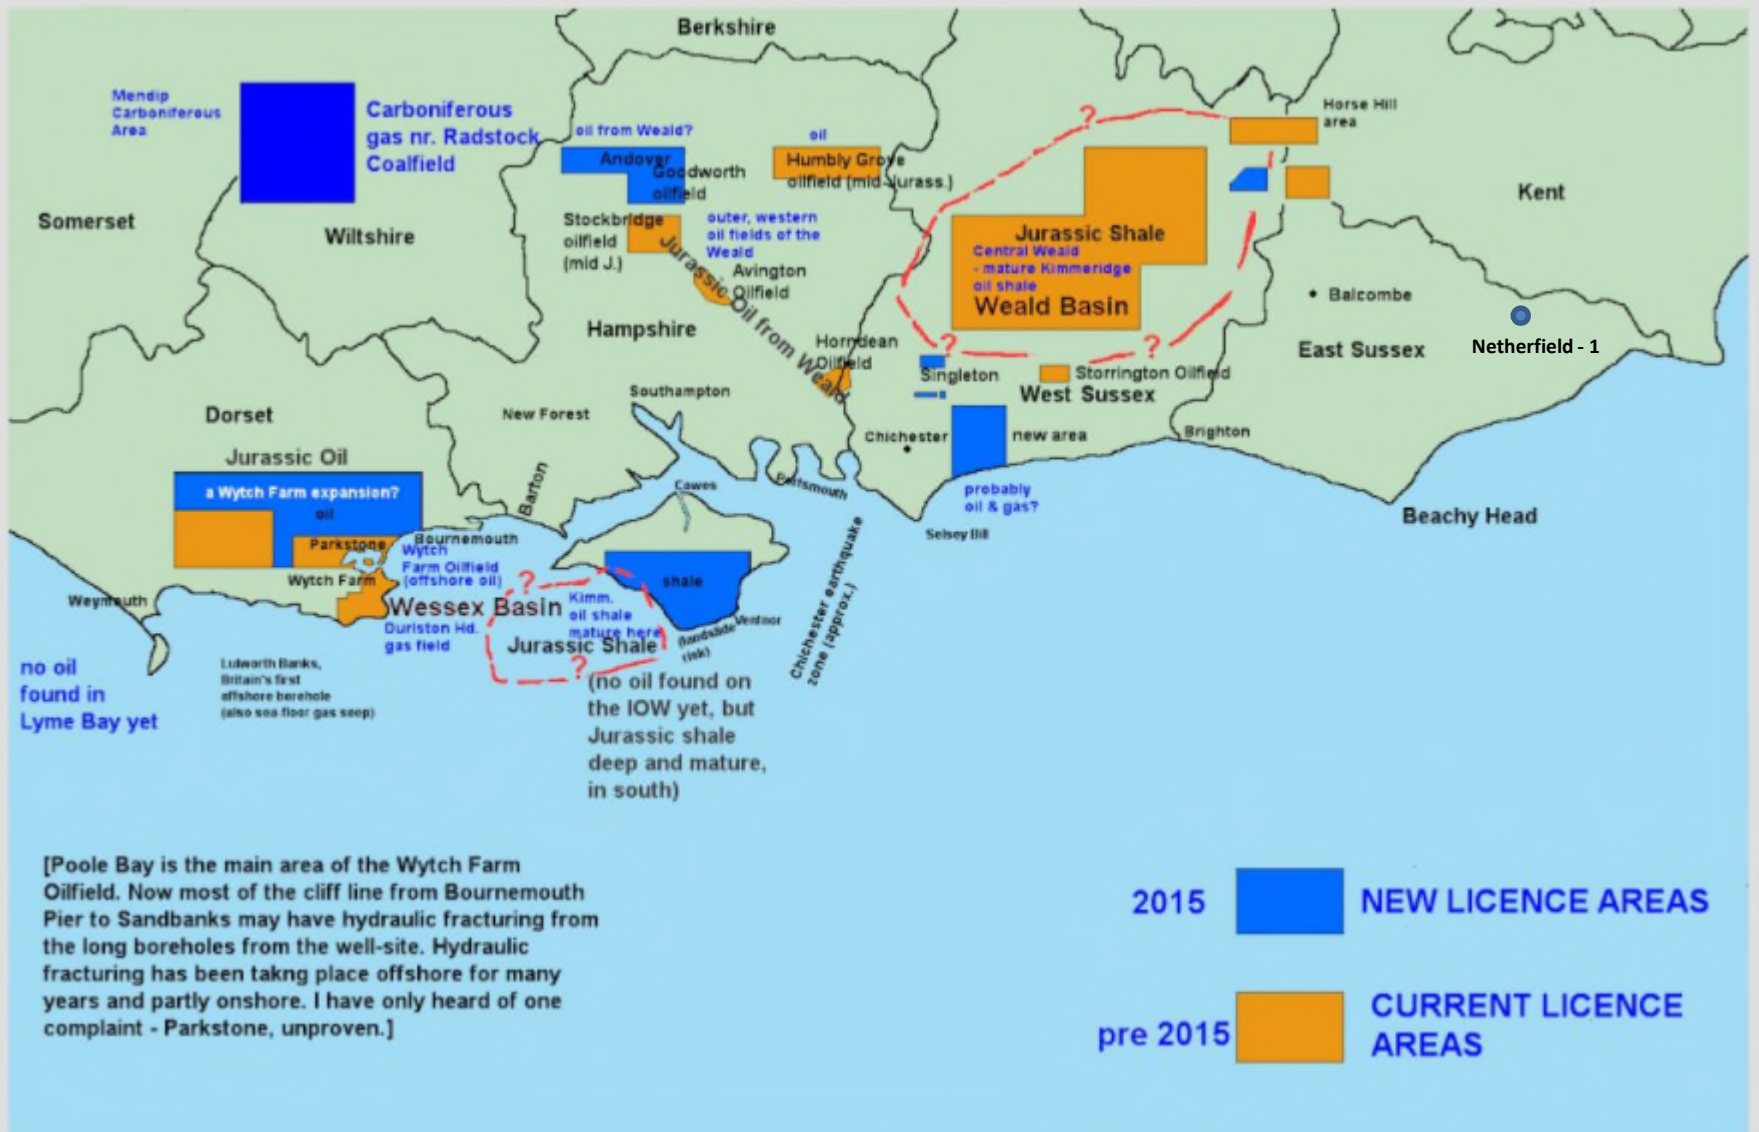 Berkshire
Mendip
Carboniferous
Area
Carboniferous
gas nr. Radstock
Coalfield
oil from Weald?
oil
?
Horse Hill
area
Andover
Goodworth
oilfield
Humbly Grove
oilfield (mid-Jurass.)
Kent
Somerset
Wiltshire
Stockbridge
oilfield
(mid J.)
outer, western
oil fields of the
Weald
Avington
Oilfield
Jurassic Oil from Weald
Jurassic Shale
Central Weald
- mature Kimmeridge
oil shale
Weald Basin
Balcombe
Netherfield - 1
Hampshire
Horndean
Oilfield
?
?
East Sussex
Singleton
Storrington Oilfield
West Sussex
Southampton
New Forest
Dorset
Chichester
new area
Brighton
Jurassic Oil
a Wytch Farm expansion?
oil
Barton
Cowes
Portsmouth
probably
oil & gas?
Selsey Bill
Beachy Head
Parkstone
Bournemouth
Wytch
Farm Oilfield
(offshore oil)
Wytch Farm
Weymouth
?
shale
Wessex Basin
Kimm.
oil shale
mature here
Durlston Hd.
gas field
Jurassic Shale
?
Ventnor
(landslide
risk)
Chichester earthquake
zone (approx.)
no oil
found in
Lyme Bay yet
Lulworth Banks,
Britain's first
offshore borehole
(also sea floor gas seep)
(no oil found on
the IOW yet, but
Jurassic shale
deep and mature,
in south)
[Poole Bay is the main area of the Wytch Farm
Oilfield. Now most of the cliff line from Bournemouth
Pier to Sandbanks may have hydraulic fracturing from
the long boreholes from the well-site. Hydraulic
fracturing has been takng place offshore for many
years and partly onshore. I have only heard of one
complaint - Parkstone, unproven.]
2015 NEW LICENCE AREAS
pre 2015 CURRENT LICENCE
AREAS